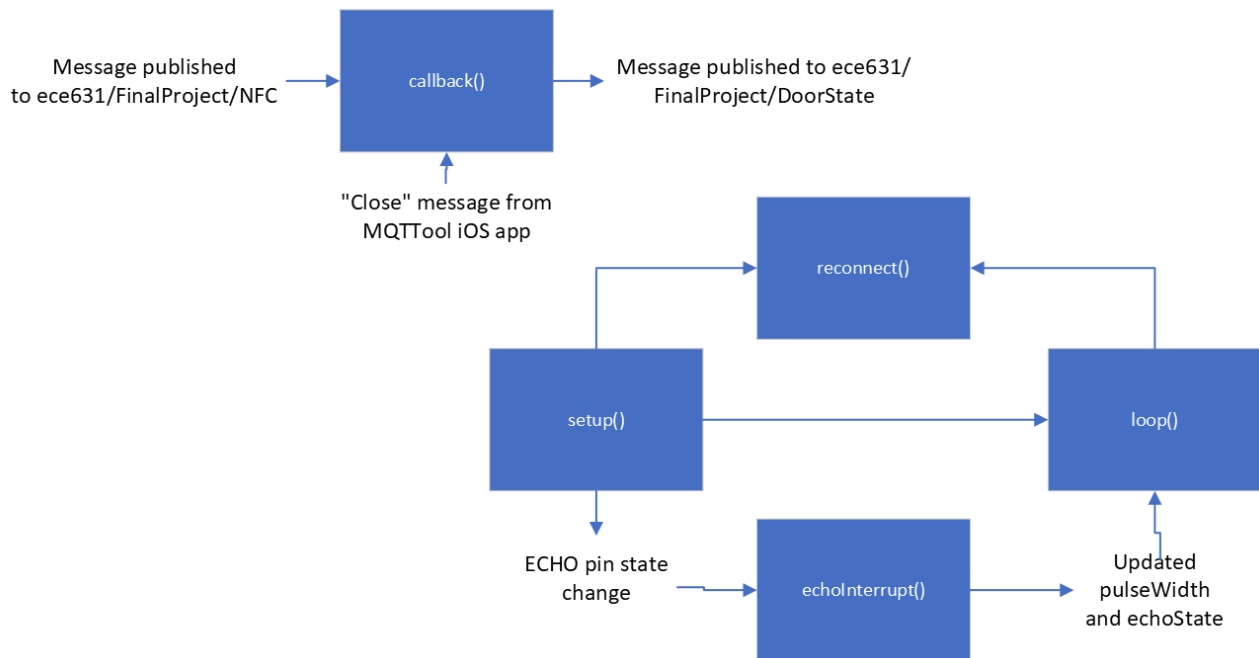 Message published
to ece631/FinalProject/NFC
callback()
Message published to ece631/
FinalProject/DoorState
"Close" message from
MQTTool iOS app
reconnect()
setup()
loop()
ECHO pin state
change
echoInterrupt()
Updated
pulseWidth
and echoState